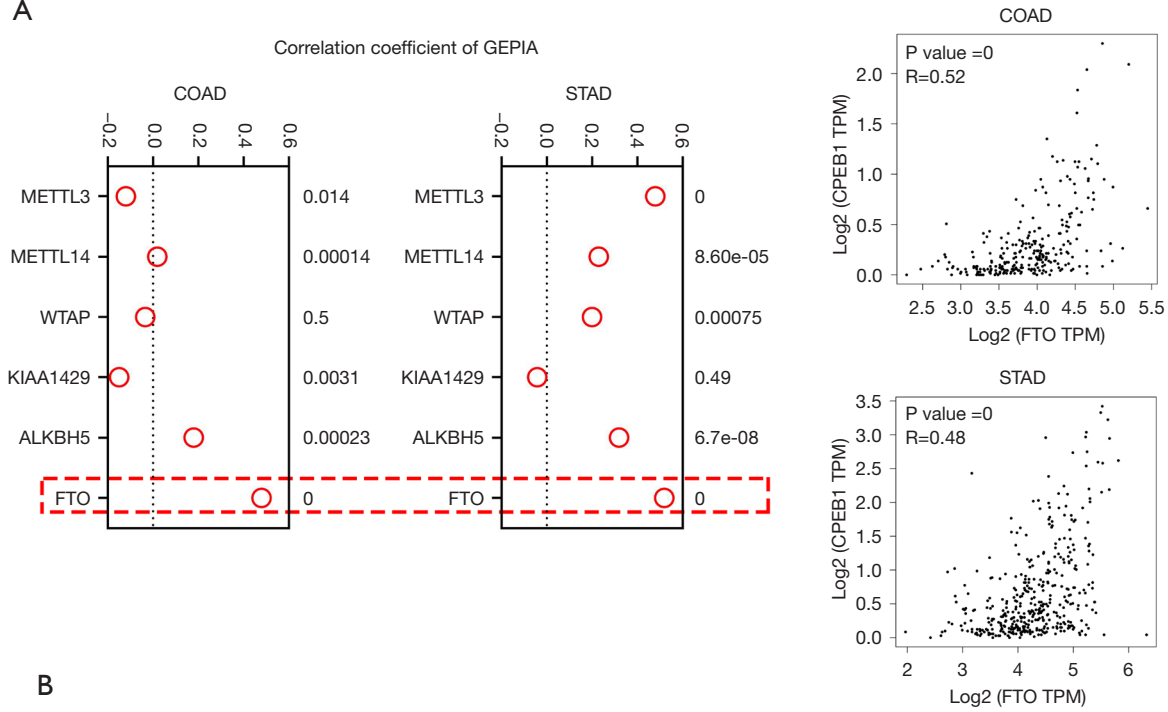 A
Correlation coefficient of GEPIA
COAD
-0.2 0.0 0.2 0.4 0.6
METTL3 0.014
METTL14 0.00014
WTAP 0.5
KIAA1429 0.0031
ALKBH5 0.00023
FTO 0
STAD
-0.2 0.0 0.2 0.4 0.6
METTL3 0
METTL14 8.60e-05
WTAP 0.00075
KIAA1429 0.49
ALKBH5 6.7e-08
FTO 0
COAD
P value =0
R=0.52
Log2 (CPEB1 TPM)
2.0
1.5
1.0
0.5
0.0
2.5 3.0 3.5 4.0 4.5 5.0 5.5
Log2 (FTO TPM)
STAD
P value =0
R=0.48
Log2 (CPEB1 TPM)
3.5
3.0
2.5
2.0
1.5
1.0
0.5
0.0
2 3 4 5 6
Log2 (FTO TPM)
B